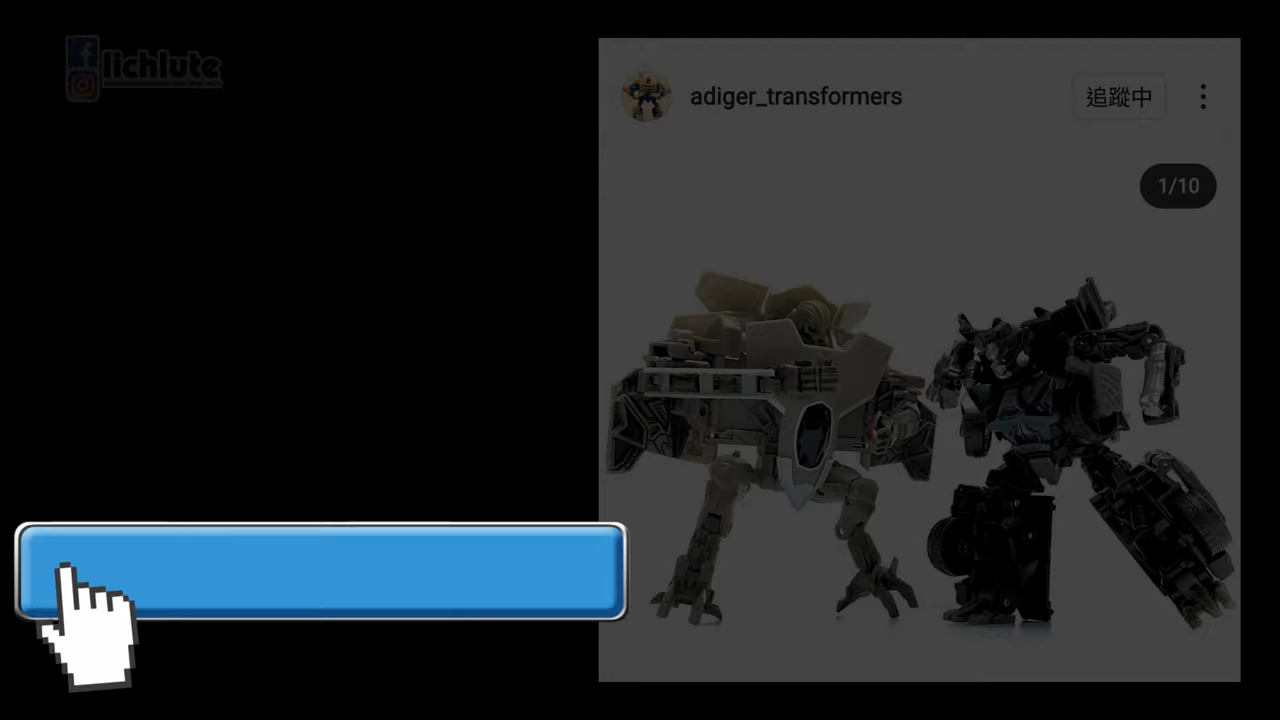 lichlute
adiger_transformers
追蹤中
1/10